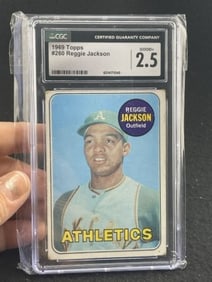 CGC CERTIFIED GUARANTY COMPANY
1969 Topps
#260 Reggie Jackson
GOOD+
2.5
REGGIE
JACKSON
Outfield
A
ATHLETICS